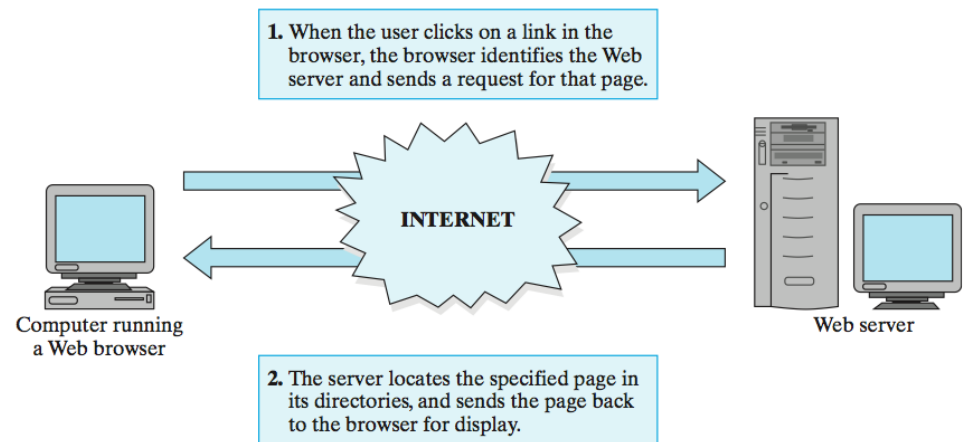 1. When the user clicks on a link in the
browser, the browser identifies the Web
server and sends a request for that page.
INTERNET
Computer running
a Web browser
Web server
2. The server locates the specified page in
its directories, and sends the page back
to the browser for display.